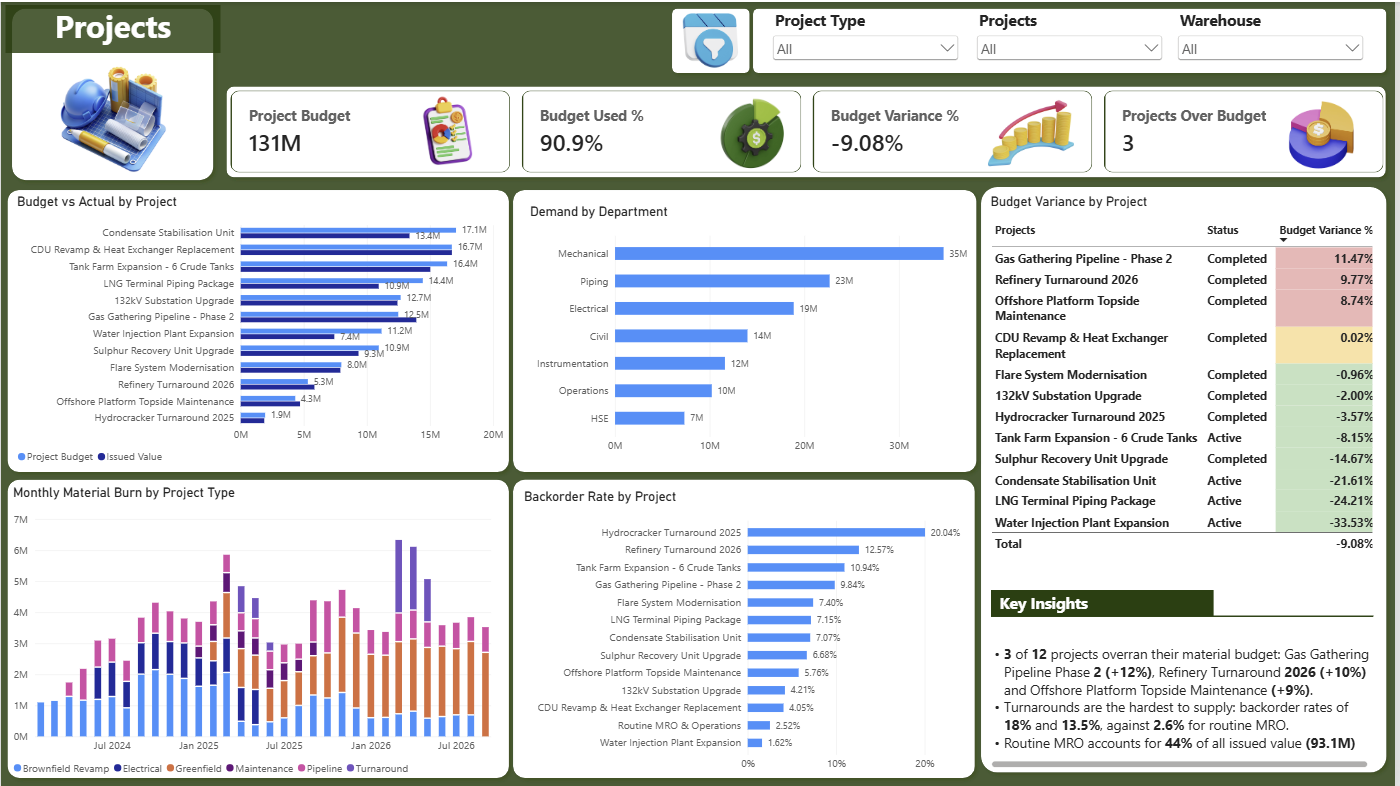 Projects
Project Type
Projects
Warehouse
All
All
All
Project Budget
131M
Budget Used %
90.9%
Budget Variance %
-9.08%
Projects Over Budget
3
Budget vs Actual by Project
Condensate Stabilisation Unit
17.1M
13.4M
CDU Revamp & Heat Exchanger Replacement
16.7M
Tank Farm Expansion - 6 Crude Tanks
16.4M
LNG Terminal Piping Package
14.4M
10.9M
132kV Substation Upgrade
12.7M
Gas Gathering Pipeline - Phase 2
12.5M
Water Injection Plant Expansion
11.2M
7.4M
Sulphur Recovery Unit Upgrade
10.9M
9.3M
Flare System Modernisation
8.0M
Refinery Turnaround 2026
5.3M
Offshore Platform Topside Maintenance
4.3M
Hydrocracker Turnaround 2025
1.9M
0M 5M 10M 15M 20M
Project Budget Issued Value
Demand by Department
Mechanical 35M
Piping 23M
Electrical 19M
Civil 14M
Instrumentation 12M
Operations 10M
HSE 7M
0M 10M 20M 30M
Budget Variance by Project
Projects Status Budget Variance %
Gas Gathering Pipeline - Phase 2 Completed 11.47%
Refinery Turnaround 2026 Completed 9.77%
Offshore Platform Topside Completed 8.74%
Maintenance
CDU Revamp & Heat Exchanger Completed 0.02%
Replacement
Flare System Modernisation Completed -0.96%
132kV Substation Upgrade Completed -2.00%
Hydrocracker Turnaround 2025 Completed -3.57%
Tank Farm Expansion - 6 Crude Tanks Active -8.15%
Sulphur Recovery Unit Upgrade Completed -14.67%
Condensate Stabilisation Unit Active -21.61%
LNG Terminal Piping Package Active -24.21%
Water Injection Plant Expansion Active -33.53%
Total -9.08%
Monthly Material Burn by Project Type
7M
6M
5M
4M
3M
2M
1M
0M
Jul 2024 Jan 2025 Jul 2025 Jan 2026 Jul 2026
Brownfield Revamp Electrical Greenfield Maintenance Pipeline Turnaround
Backorder Rate by Project
Hydrocracker Turnaround 2025 20.04%
Refinery Turnaround 2026 12.57%
Tank Farm Expansion - 6 Crude Tanks 10.94%
Gas Gathering Pipeline - Phase 2 9.84%
Flare System Modernisation 7.40%
LNG Terminal Piping Package 7.15%
Condensate Stabilisation Unit 7.07%
Sulphur Recovery Unit Upgrade 6.68%
Offshore Platform Topside Maintenance 5.76%
132kV Substation Upgrade 4.21%
CDU Revamp & Heat Exchanger Replacement 4.05%
Routine MRO & Operations 2.52%
Water Injection Plant Expansion 1.62%
0% 10% 20%
Key Insights
• 3 of 12 projects overran their material budget: Gas Gathering
Pipeline Phase 2 (+12%), Refinery Turnaround 2026 (+10%)
and Offshore Platform Topside Maintenance (+9%).
• Turnarounds are the hardest to supply: backorder rates of
18% and 13.5%, against 2.6% for routine MRO.
• Routine MRO accounts for 44% of all issued value (93.1M)